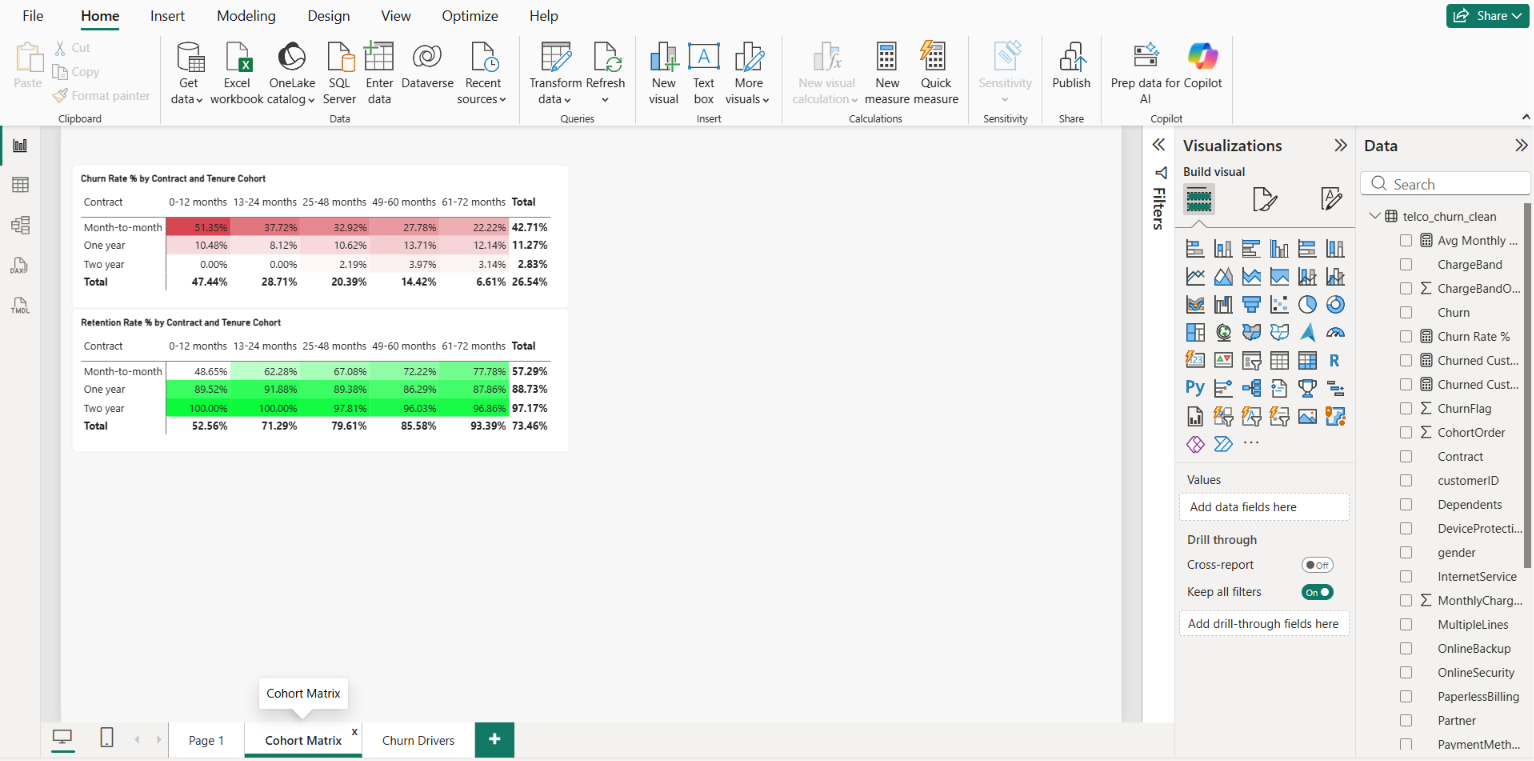 File Home Insert Modeling Design View Optimize Help Share
Paste Cut
Copy
Format painter
Clipboard
Get data Excel workbook OneLake catalog SQL Server Enter data Dataverse Recent sources
Data
Transform data Refresh
Queries
New visual Text box More visuals
Insert
New visual calculation New measure Quick measure
Calculations
Sensitivity
Sensitivity
Publish
Share
Prep data for AI Copilot
Copilot
DAX
TMDL
Churn Rate % by Contract and Tenure Cohort
Contract 0-12 months 13-24 months 25-48 months 49-60 months 61-72 months Total
Month-to-month 51.35% 37.72% 32.92% 27.78% 22.22% 42.71%
One year 10.48% 8.12% 10.62% 13.71% 12.14% 11.27%
Two year 0.00% 0.00% 2.19% 3.97% 3.14% 2.83%
Total 47.44% 28.71% 20.39% 14.42% 6.61% 26.54%
Retention Rate % by Contract and Tenure Cohort
Contract 0-12 months 13-24 months 25-48 months 49-60 months 61-72 months Total
Month-to-month 48.65% 62.28% 67.08% 72.22% 77.78% 57.29%
One year 89.52% 91.88% 89.38% 86.29% 87.86% 88.73%
Two year 100.00% 100.00% 97.81% 96.03% 96.86% 97.17%
Total 52.56% 71.29% 79.61% 85.58% 93.39% 73.46%
Cohort Matrix
Page 1 Cohort Matrix x Churn Drivers +
Filters
Visualizations
Build visual
123
R
Py
...
Values
Add data fields here
Drill through
Cross-report Off
Keep all filters On
Add drill-through fields here
Data
Search
telco_churn_clean
Avg Monthly ...
ChargeBand
ChargeBandO...
Churn
Churn Rate %
Churned Cust...
Churned Cust...
ChurnFlag
CohortOrder
Contract
customerID
Dependents
DeviceProtecti...
gender
InternetService
MonthlyCharg...
MultipleLines
OnlineBackup
OnlineSecurity
PaperlessBilling
Partner
PaymentMeth...